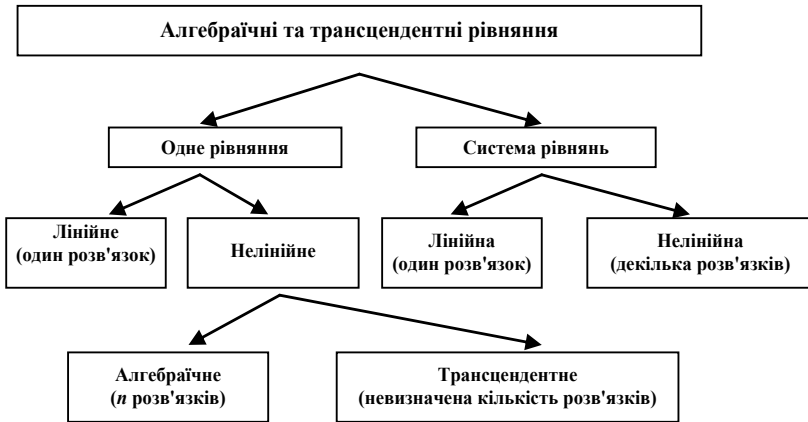 Алгебраїчні та трансцендентні рівняння
Одне рівняння
Система рівнянь
Лінійне
(один розв'язок)
Нелінійне
Лінійна
(один розв'язок)
Нелінійна
(декілька розв'язків)
Алгебраїчне
(n розв'язків)
Трансцендентне
(невизначена кількість розв'язків)